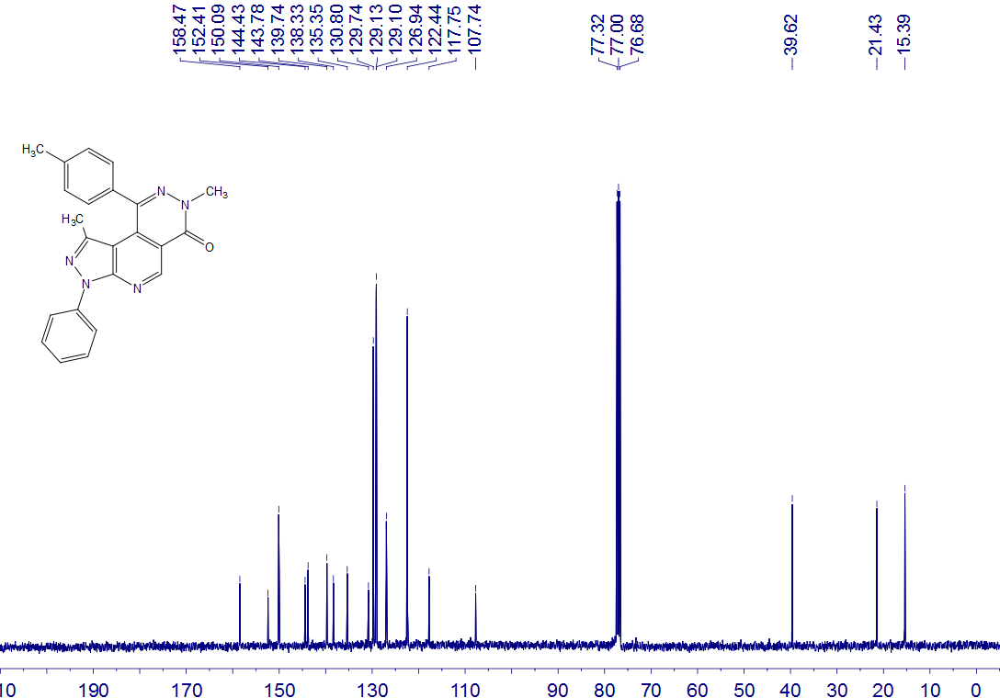 158.47
152.41
150.09
144.43
143.78
139.74
138.33
135.35
130.80
129.74
129.13
129.10
126.94
122.44
117.75
107.74
77.32
77.00
76.68
39.62
21.43
15.39
H₃C
N
CH₃
N
H₃C
O
N
N
N
10 190 170 150 130 110 90 80 70 60 50 40 30 20 10 0